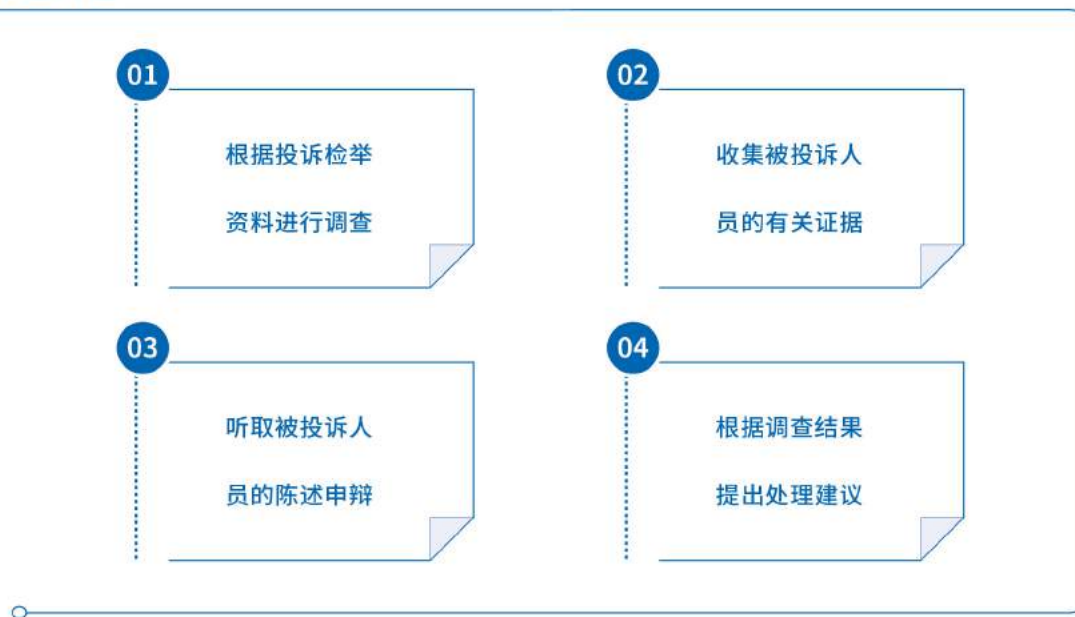 01
根据投诉检举
资料进行调查
02
收集被投诉人
员的有关证据
03
听取被投诉人
员的陈述申辩
04
根据调查结果
提出处理建议